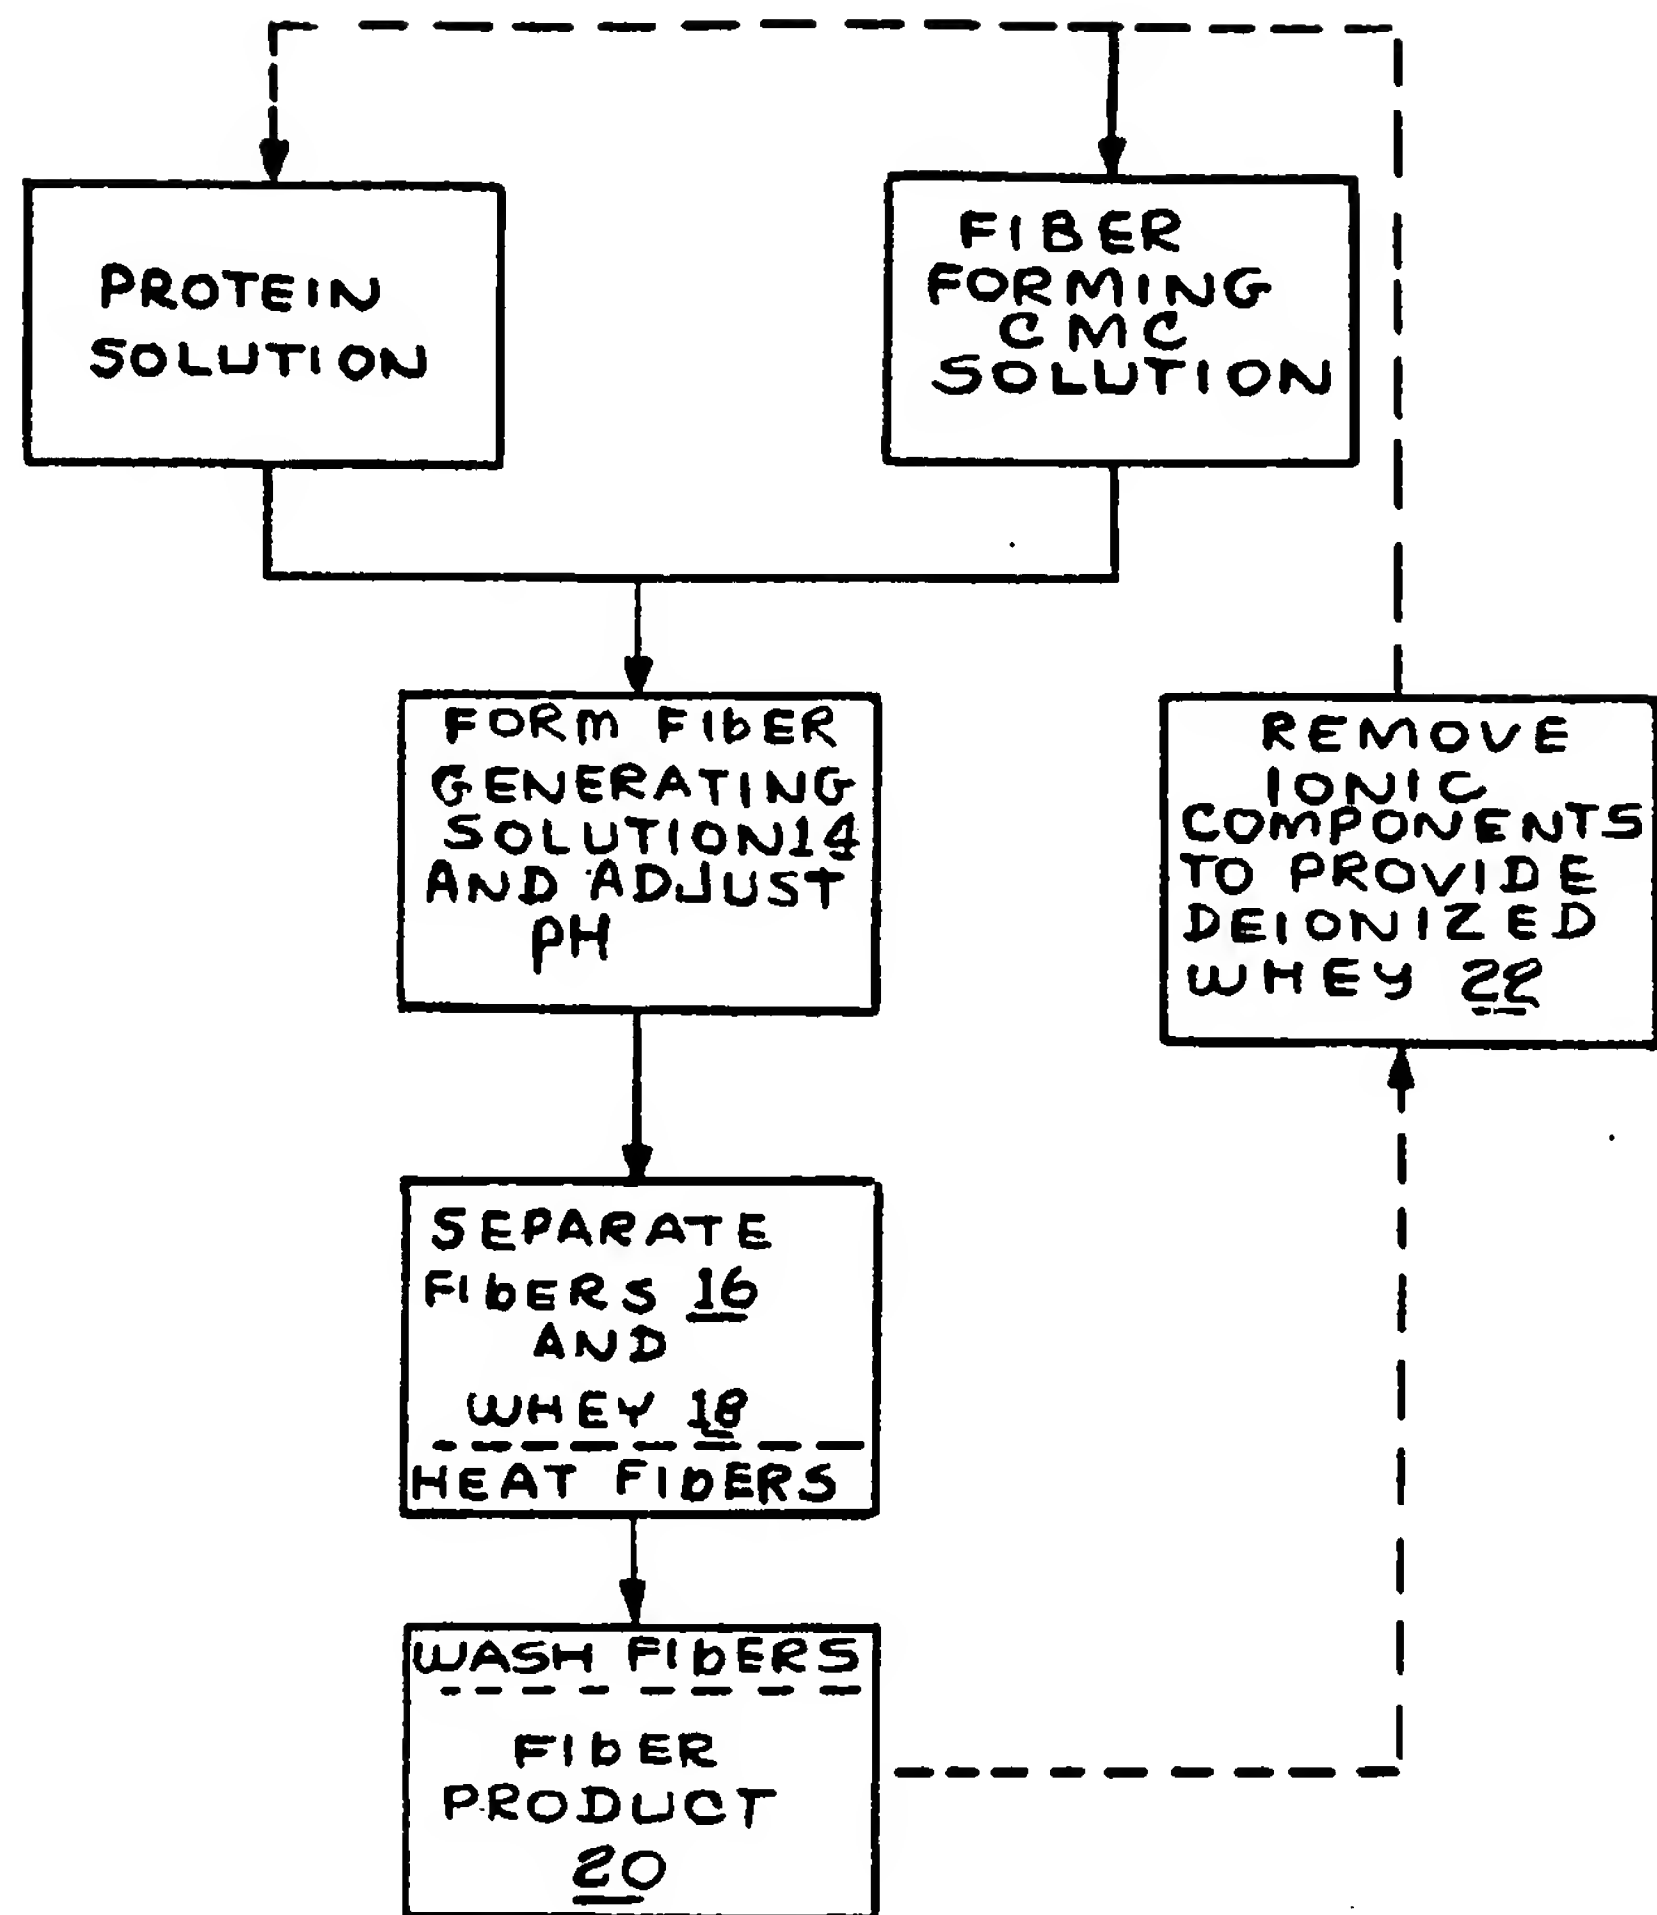 PROTEIN
SOLUTION
FIBER
FORMING
CMC
SOLUTION
FORM FIbER
GENERATING
SOLUTION14
AND ADJUST
pH
REMOVE
IONIC
COMPONENTS
TO PROVIDE
DEIONIZED
WHEY 22
SEPARATE
FIbERS 16
AND
WHEY 18
HEAT FIbERS
WASH FIbERS
FIbER
PRODUCT
20